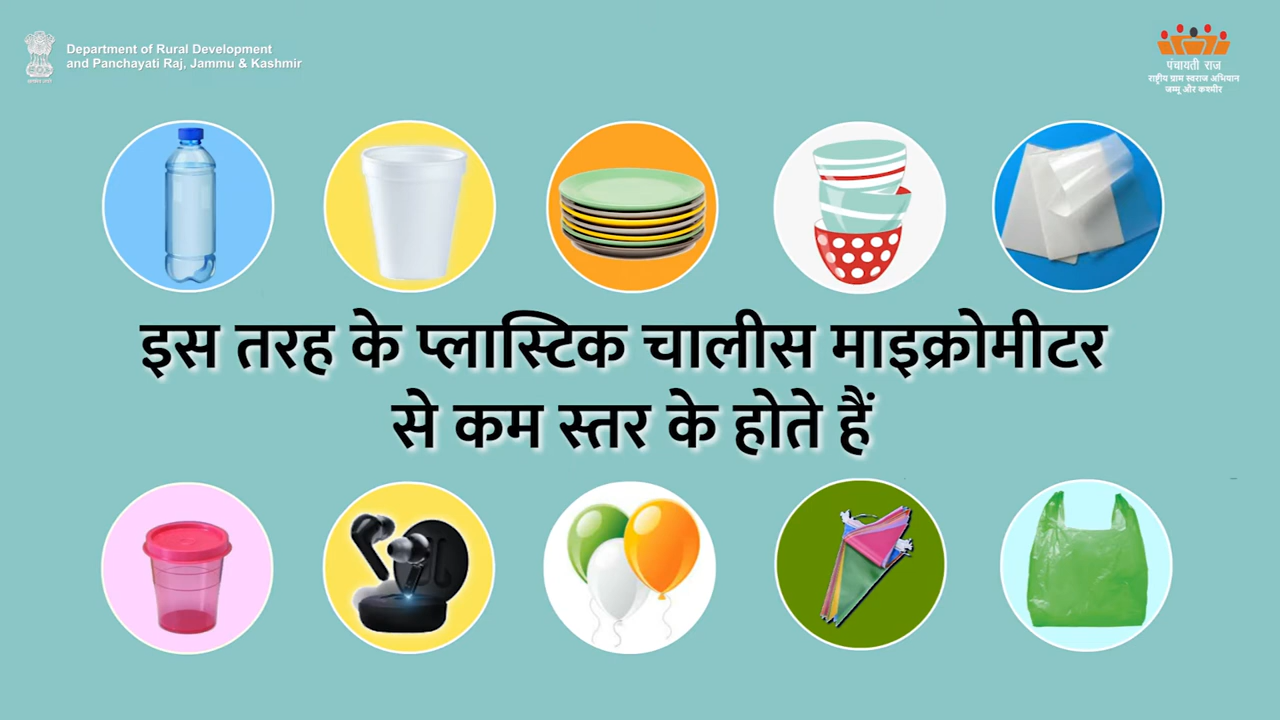 Department of Rural Development
and Panchayati Raj, Jammu & Kashmir
पंचायती राज
राष्ट्रीय ग्राम स्वराज अभियान
जम्मू और कश्मीर
इस तरह के प्लास्टिक चालीस माइक्रोमीटर
से कम स्तर के होते हैं